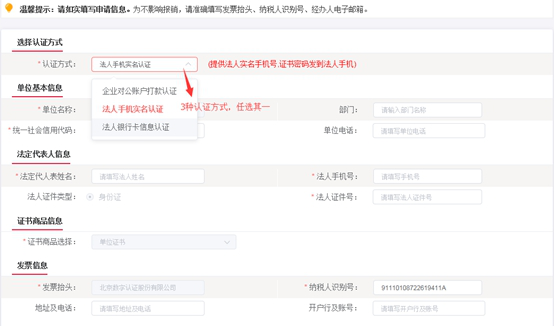 温馨提示：请如实填写申请信息。为不影响报销，请准确填写发票抬头、纳税人识别号、经办人电子邮箱。
选择认证方式
* 认证方式： 法人手机实名认证 (提供法人实名手机号,证书密码发到法人手机)
企业对公账户打款认证
法人手机实名认证
法人银行卡信息认证
3种认证方式，任选其一
单位基本信息
* 单位名称： 部门： 请输入部门名称
* 统一社会信用代码： 单位电话： 请填写单位电话
法定代表人信息
* 法定代表人姓名： 请填写法人姓名 * 法人手机号： 请填写手机号
法人证件类型： 身份证 * 法人证件号： 请填写法人证件号
证书商品信息
* 证书商品选择： 单位证书
发票信息
* 发票抬头： 北京数字认证股份有限公司 * 纳税人识别号： 91110108722619411A
地址及电话： 请填写地址及电话 开户行及账号： 请填写开户行及账号